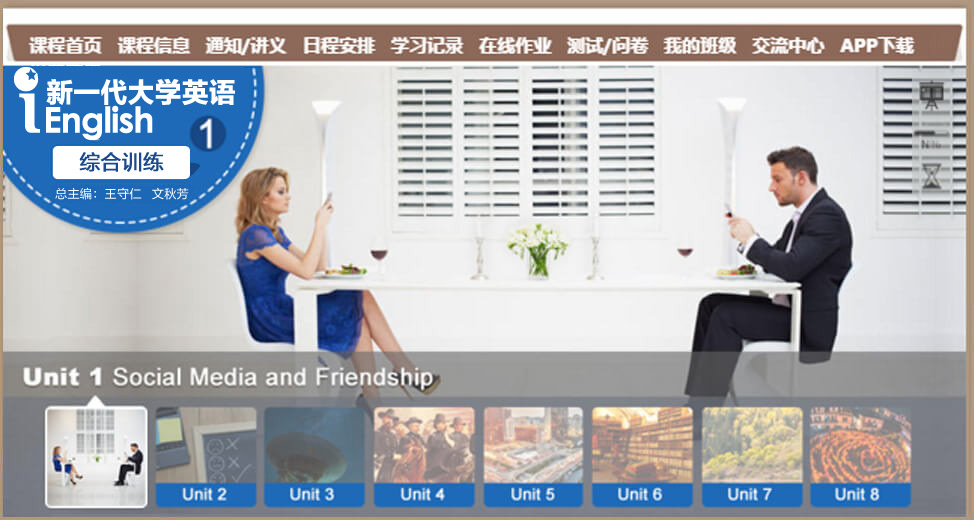 课程首页 课程信息 通知/讲义 日程安排 学习记录 在线作业 测试/问卷 我的班级 交流中心 APP下载
新一代大学英语
iEnglish
1
综合训练
总主编：王守仁 文秋芳
Unit 1 Social Media and Friendship
Unit 2 Unit 3 Unit 4 Unit 5 Unit 6 Unit 7 Unit 8